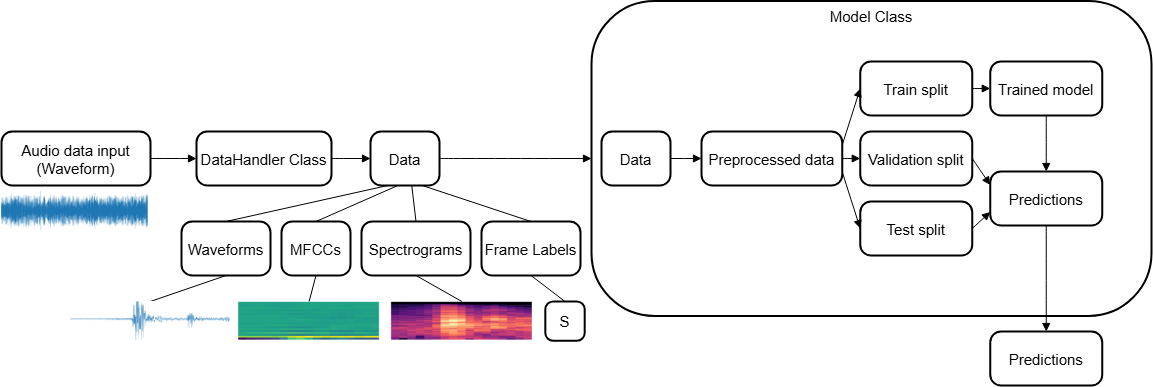 Model Class
Audio data input
(Waveform)
DataHandler Class
Data
Waveforms
MFCCs
Spectrograms
Frame Labels
S
Data
Preprocessed data
Train split
Trained model
Validation split
Test split
Predictions
Predictions